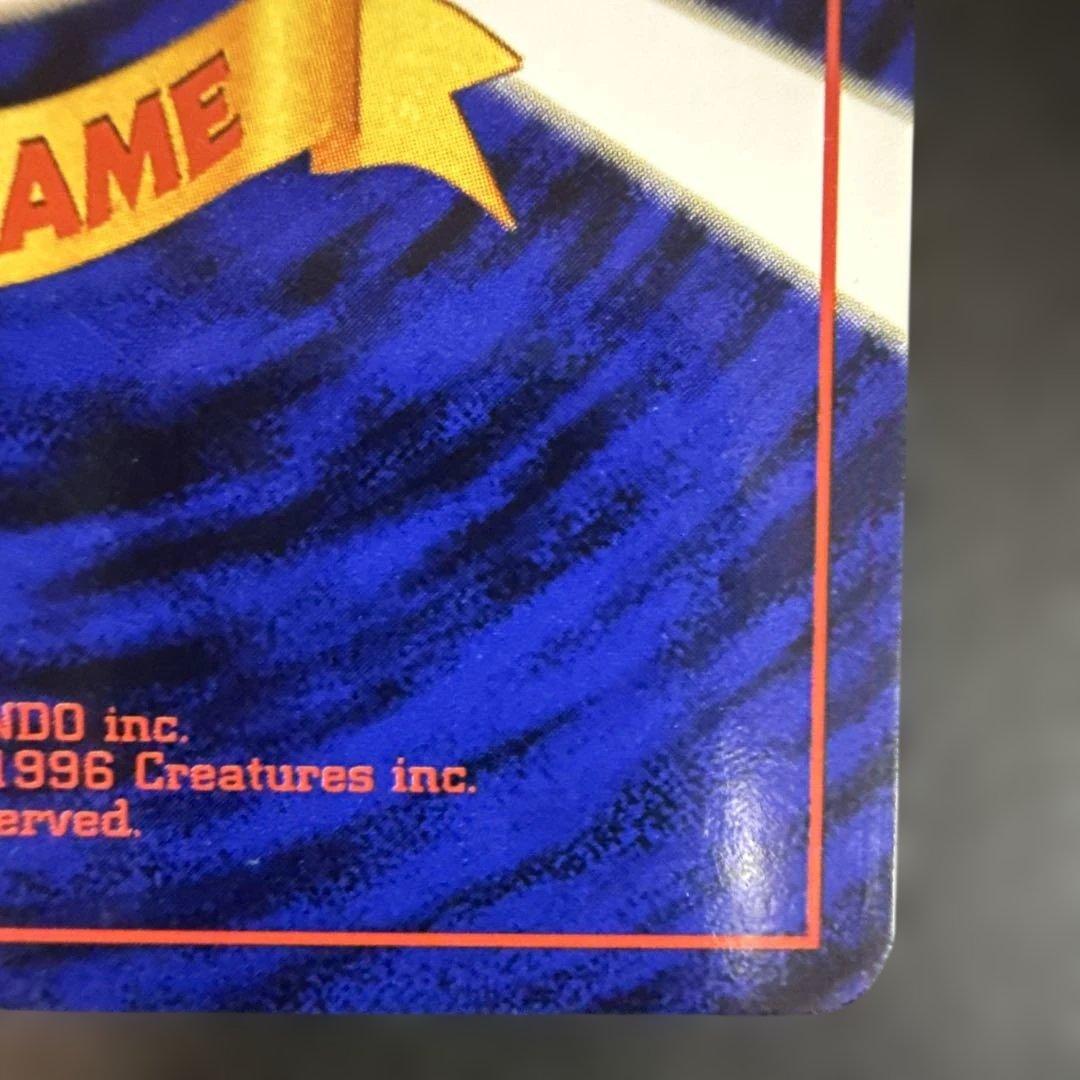 AME
NDO inc.
1996 Creatures inc.
erved.